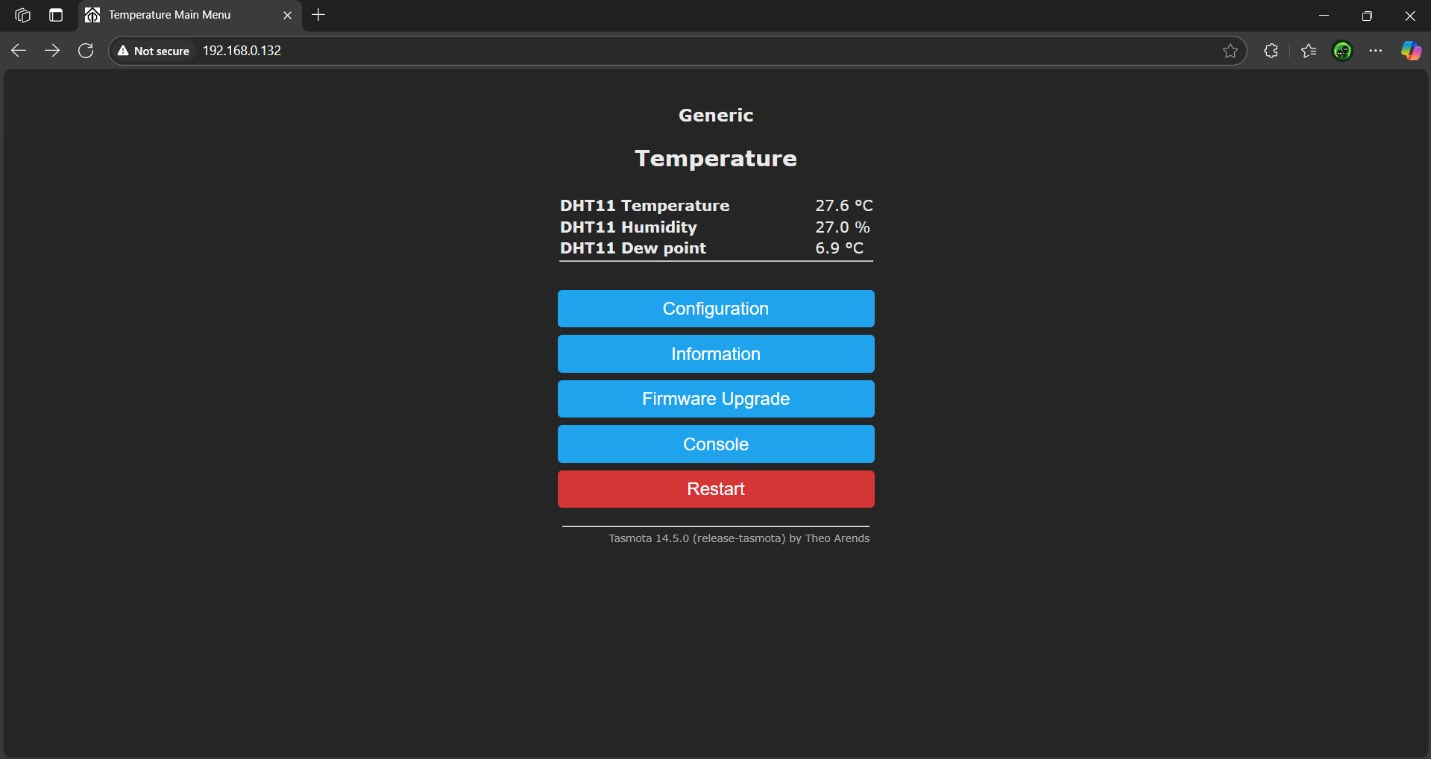 Temperature Main Menu
Not secure 192.168.0.132
Generic
Temperature
DHT11 Temperature 27.6 °C
DHT11 Humidity 27.0 %
DHT11 Dew point 6.9 °C
Configuration
Information
Firmware Upgrade
Console
Restart
Tasmota 14.5.0 (release-tasmota) by Theo Arends